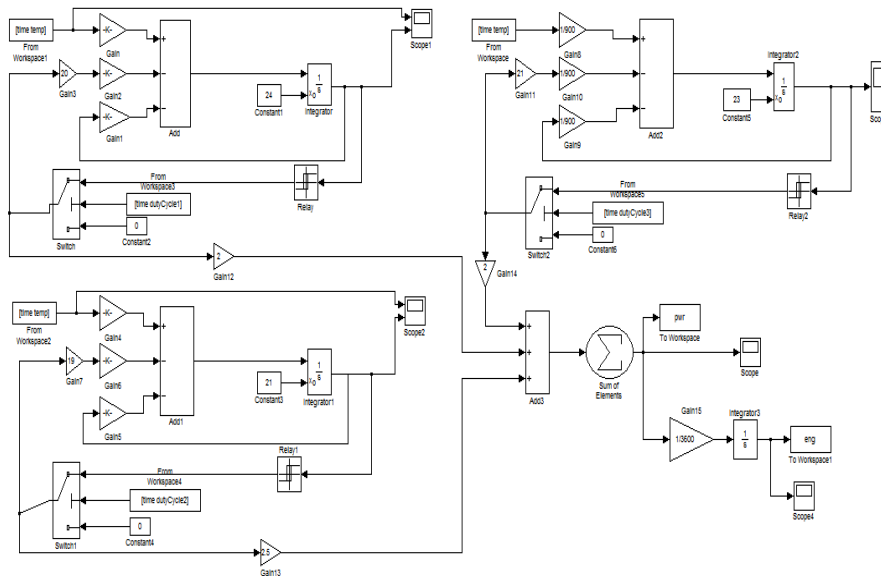 [time temp]
From
Workspace1
-K-
Gain
+
−
−
Add
20
Gain3
-K-
Gain2
-K-
Gain1
24
Constant1
1
s
xo
Integrator
Scope1
Relay
From
Workspace3
[time dutyCycle1]
0
Constant2
Switch
2
Gain12
[time temp]
From
Workspace
1/900
Gain8
21
Gain11
1/900
Gain10
1/900
Gain9
+
−
−
Add2
23
Constant5
Integrator2
1
s
xo
Relay2
From
Workspace5
[time dutyCycle3]
0
Constant6
Switch2
2
Gain14
[time temp]
From
Workspace2
-K-
Gain4
19
Gain7
-K-
Gain6
-K-
Gain5
+
−
−
Add1
21
Constant3
1
s
xo
Integrator1
Scope2
Relay1
From
Workspace4
[time dutyCycle2]
0
Constant4
Switch1
2.5
Gain13
+
+
+
Add3
Sum of
Elements
pwr
To Workspace
Scope
Gain15
1/3600
Integrator3
1
s
eng
To Workspace1
Scope4